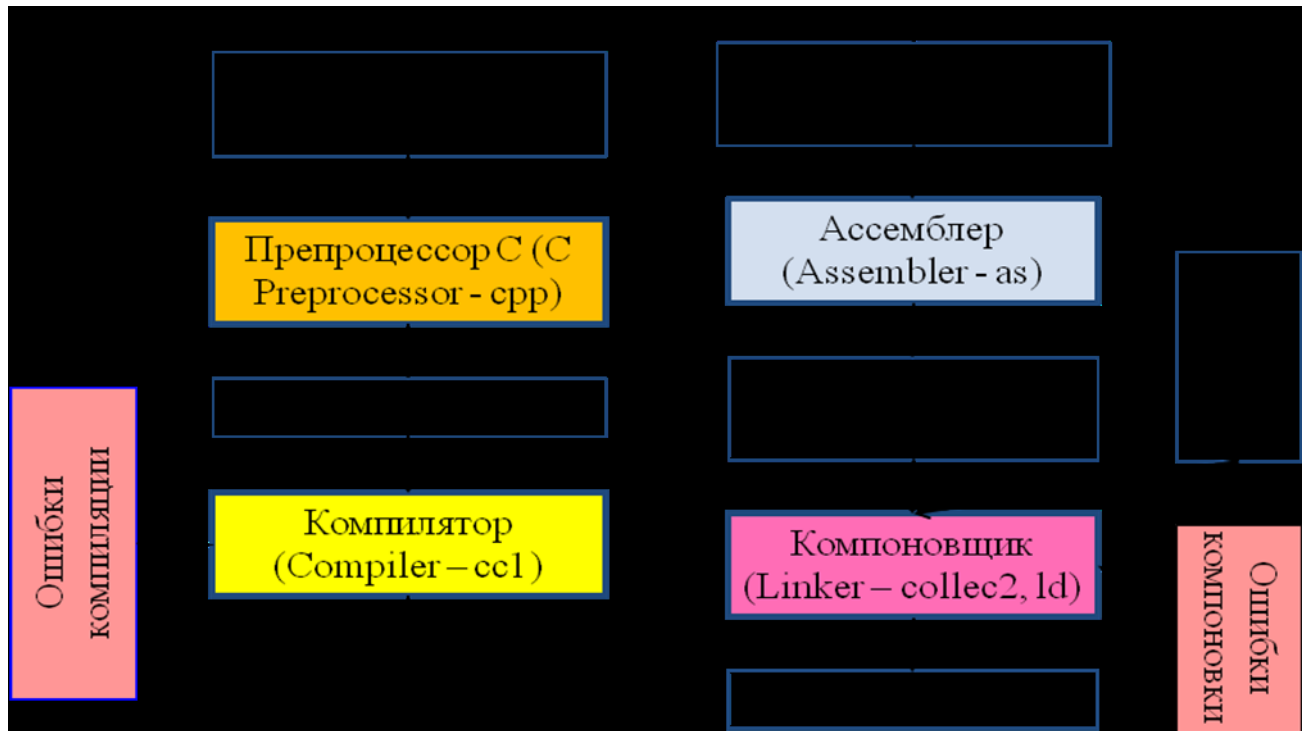 Препроцессор C (C
Preprocessor - cpp)
Компилятор
(Compiler – cc1)
Ошибки
компиляции
Ассемблер
(Assembler - as)
Компоновщик
(Linker – collec2, ld)
Ошибки
компоновки